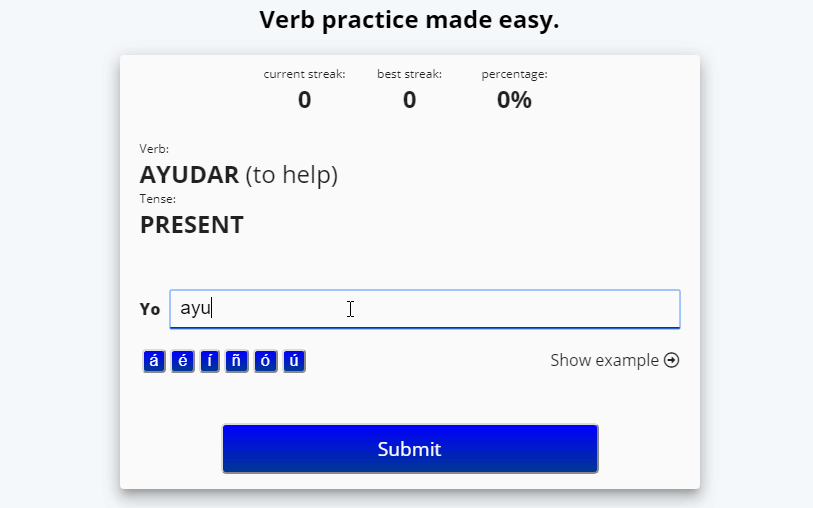 Verb practice made easy.
current streak: best streak: percentage:
0 0 0%
Verb:
AYUDAR (to help)
Tense:
PRESENT
Yo ayu
á é í ñ ó ú Show example
Submit